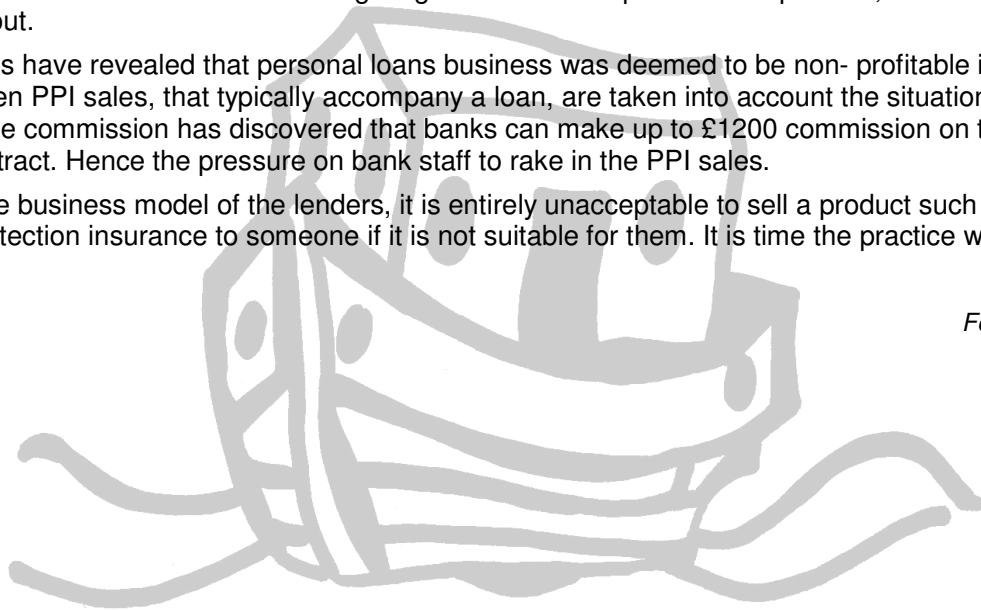 out.
s have revealed that personal loans business was deemed to be non- profitable i
en PPI sales, that typically accompany a loan, are taken into account the situation
e commission has discovered that banks can make up to £1200 commission on t
tract. Hence the pressure on bank staff to rake in the PPI sales.
e business model of the lenders, it is entirely unacceptable to sell a product such
tection insurance to someone if it is not suitable for them. It is time the practice w
Fe